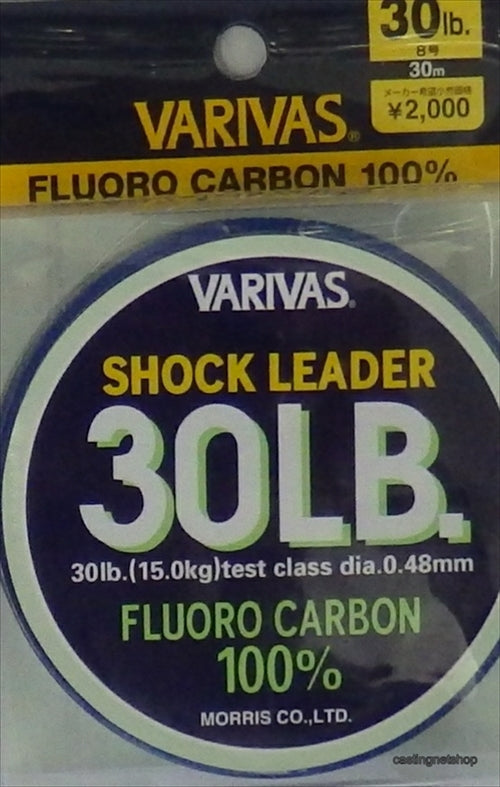 30lb.
8号
30m
メーカー希望小売価格
¥2,000
VARIVAS®
FLUORO CARBON 100%
VARIVAS®
SHOCK LEADER
30LB.
30lb.(15.0kg)test class dia.0.48mm
FLUORO CARBON
100%
MORRIS CO.,LTD.
castingnetshop